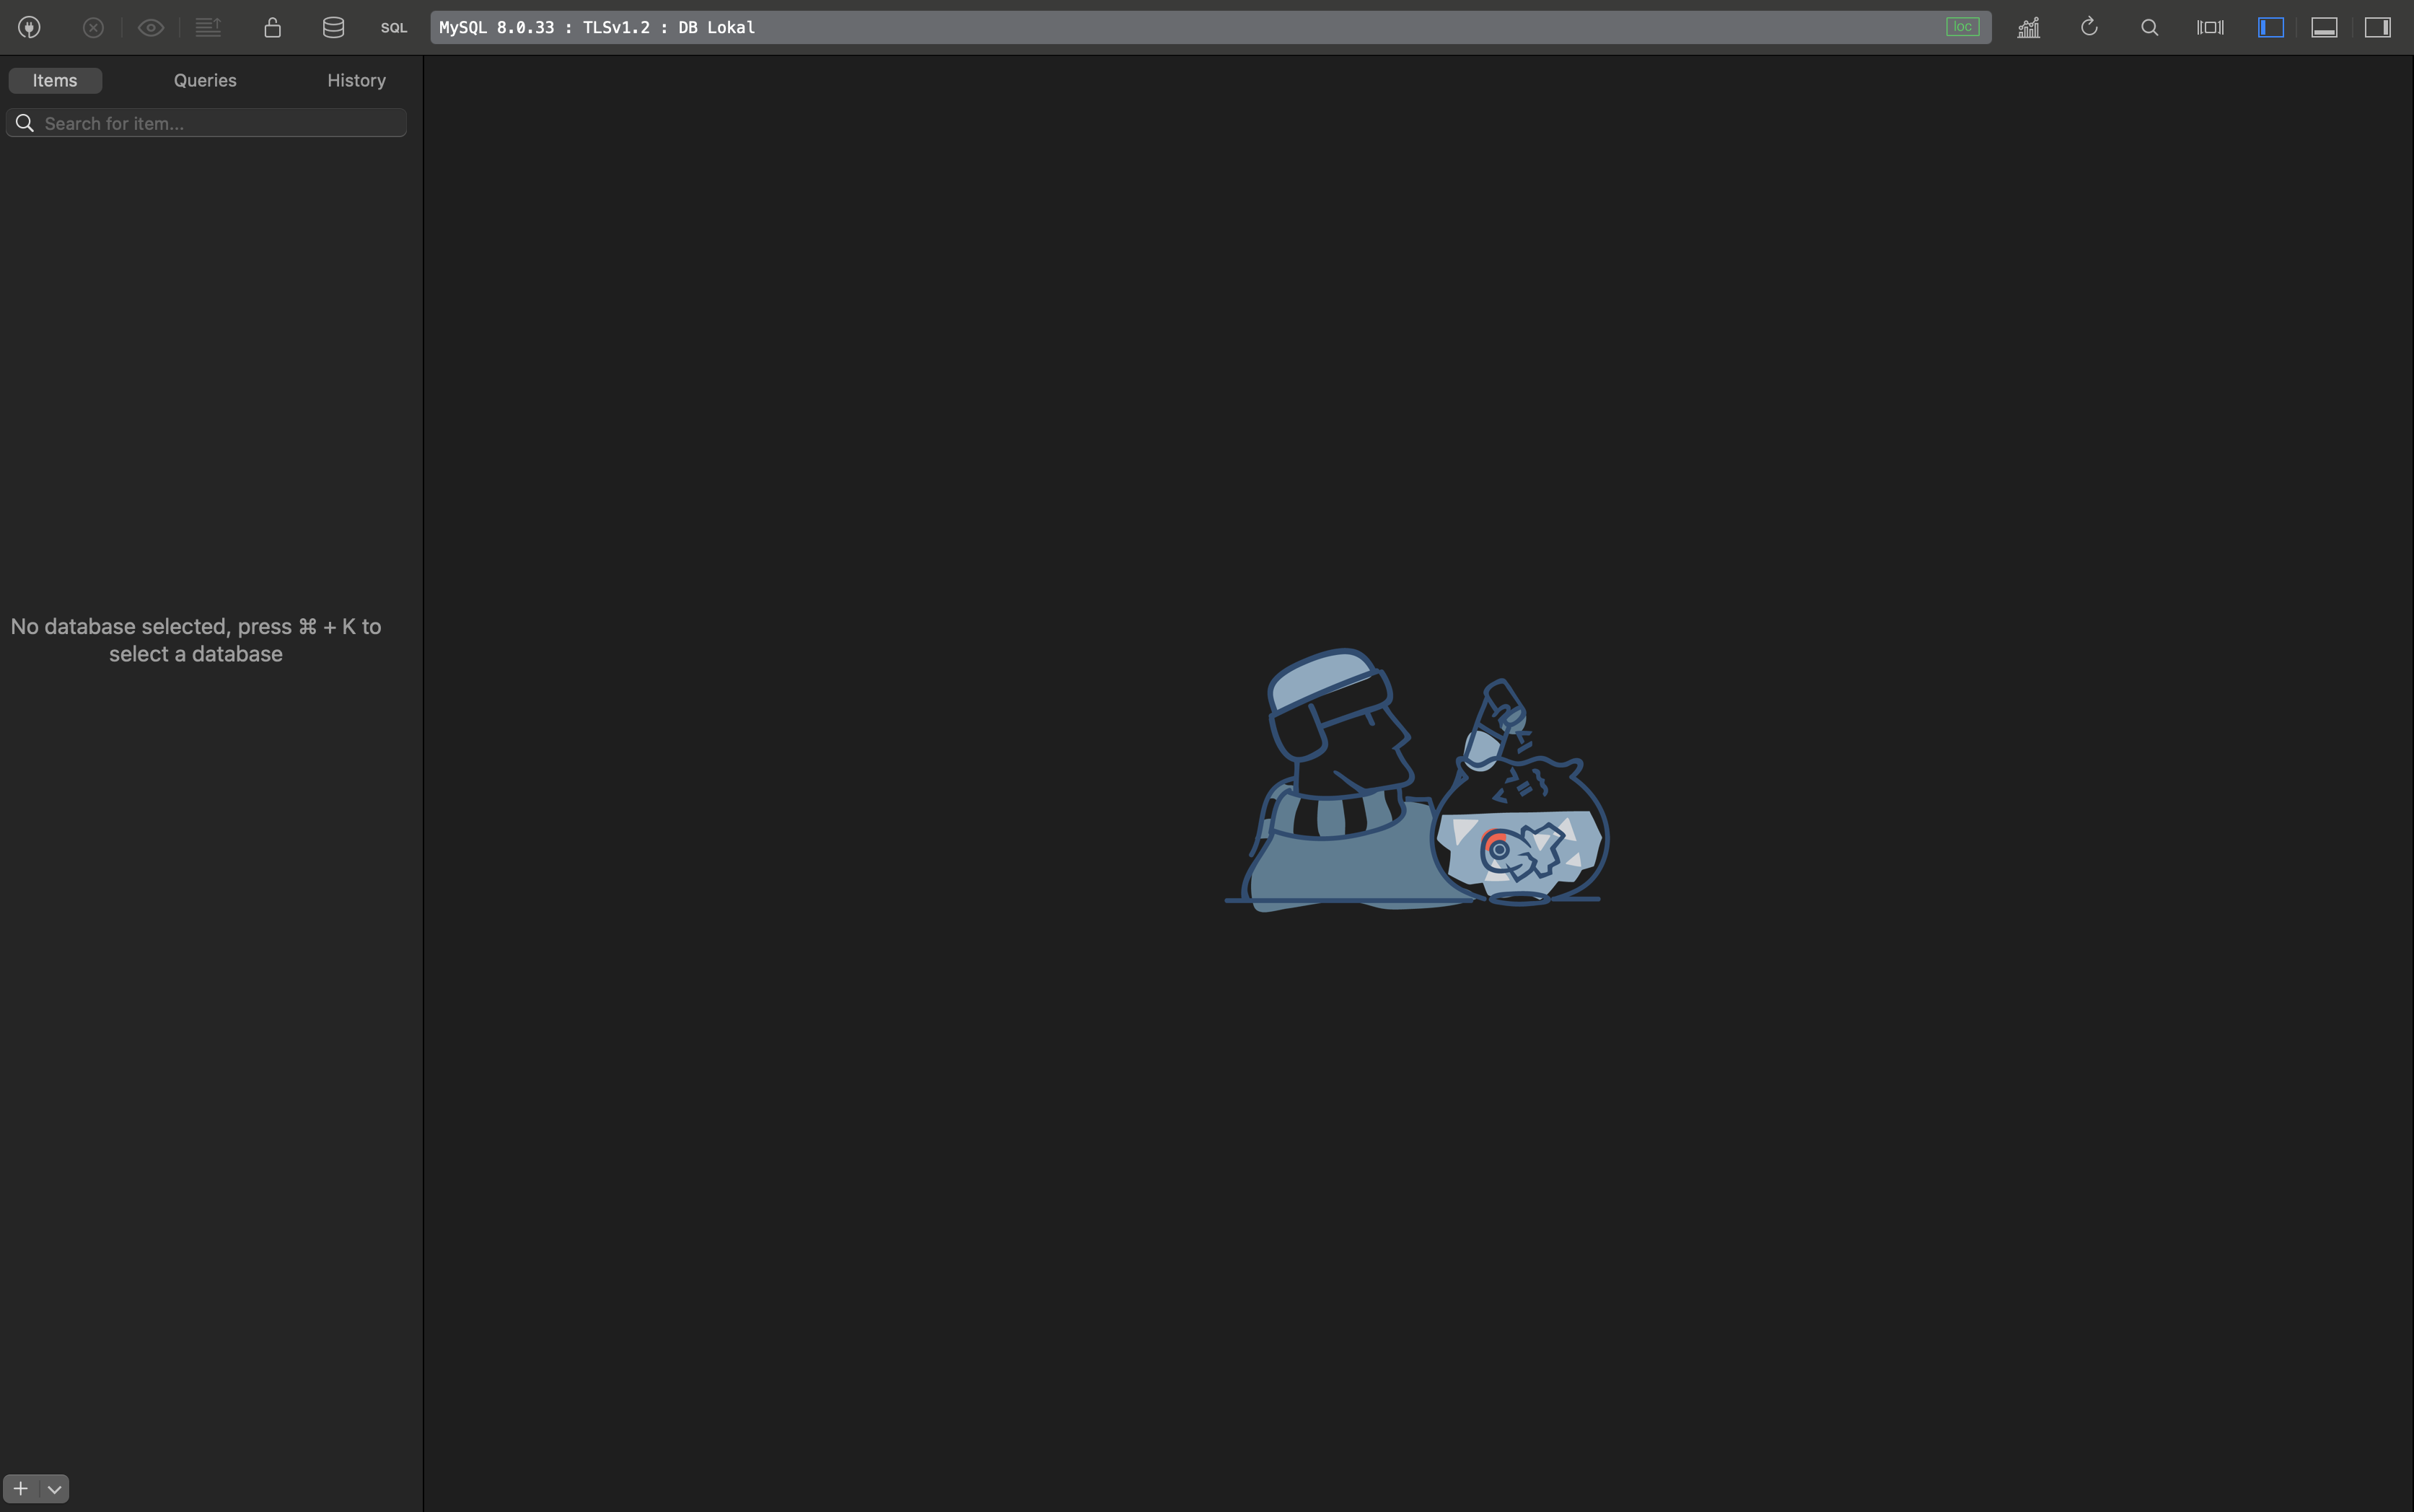 SQL
MySQL 8.0.33 : TLSv1.2 : DB Lokal
loc
Items
Queries
History
Search for item...
No database selected, press ⌘ + K to
select a database